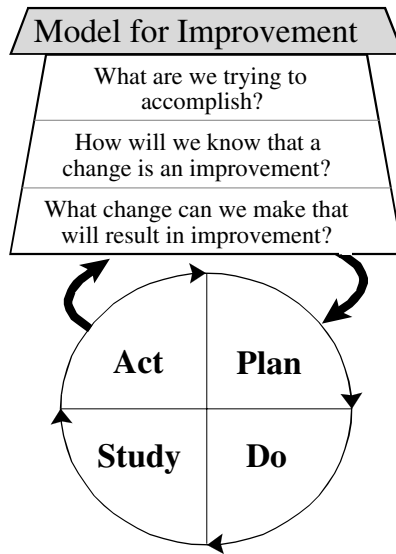 Model for Improvement
What are we trying to
accomplish?
How will we know that a
change is an improvement?
What change can we make that
will result in improvement?
Act Plan
Study Do